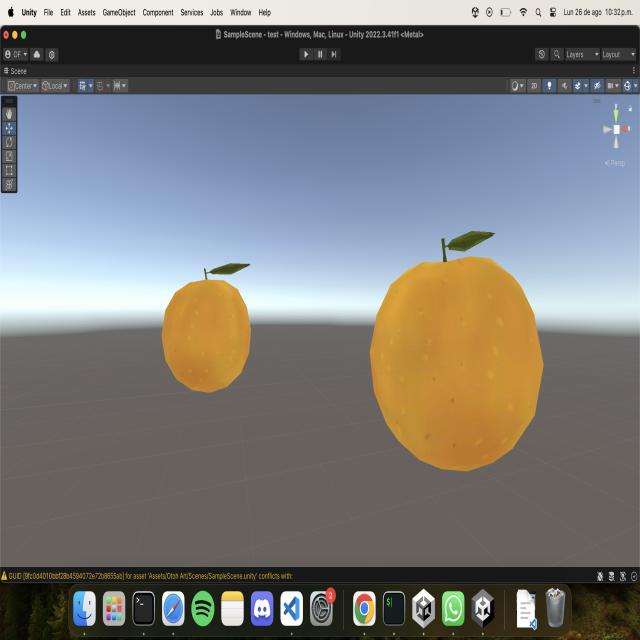 Unity File Edit Assets GameObject Component Services Jobs Window Help Lun 26 de ago 10:32 p.m.
SampleScene - test - Windows, Mac, Linux - Unity 2022.3.41f1 <Metal>
DF Layers Layout
Scene
Center Local 2D
Persp
GUID [9fc0d4010bbf28b4594072e72b8655ab] for asset 'Assets/Otoh Art/Scenes/SampleScene.unity' conflicts with:
2